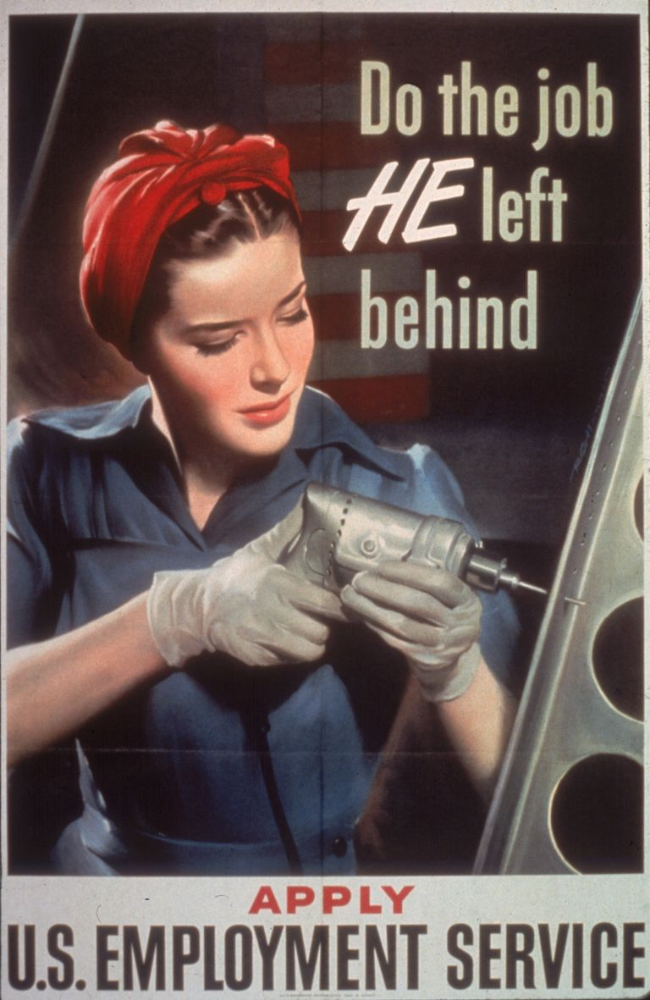 Do the job
HE left
behind
APPLY
U.S. EMPLOYMENT SERVICE